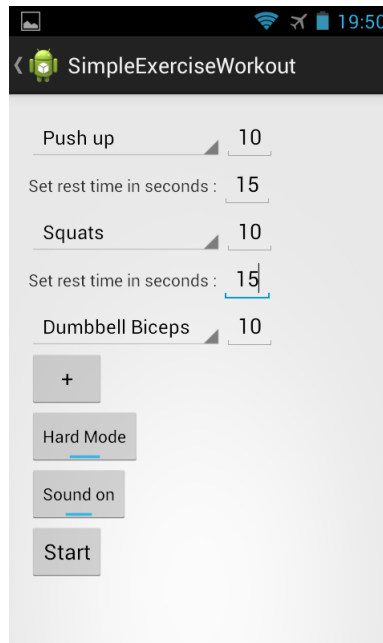 19:50
SimpleExerciseWorkout
Push up 10
Set rest time in seconds : 15
Squats 10
Set rest time in seconds : 15
Dumbbell Biceps 10
+
Hard Mode
Sound on
Start